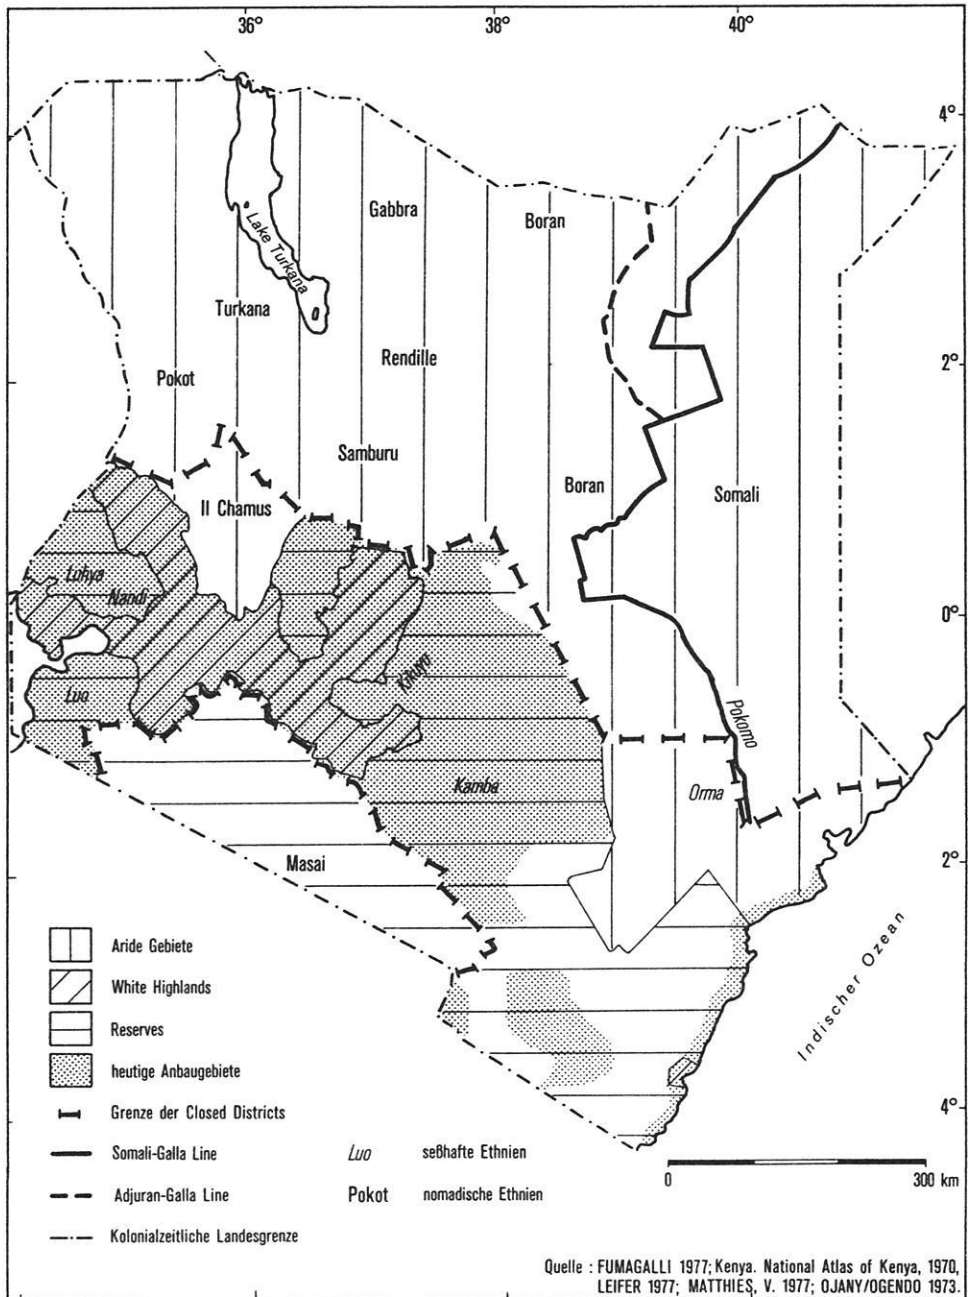 36°
38°
40°
4°
Gabbra
Boran
Lake Turkana
Turkana
Rendille
2°
Pokot
Samburu
Il Chamus
Boran
Somali
Luhya
Nandi
0°
Luo
Kikuyo
Pokomo
Kamba
Orma
Masai
2°
Indischer Ozean
Aride Gebiete
White Highlands
Reserves
heutige Anbaugebiete
Grenze der Closed Districts
4°
Somali-Galla Line
Luo seßhafte Ethnien
Adjuran-Galla Line
Pokot nomadische Ethnien
0 300 km
Kolonialzeitliche Landesgrenze
Quelle : FUMAGALLI 1977; Kenya. National Atlas of Kenya, 1970,
LEIFER 1977; MATTHIES, V. 1977; OJANY/OGENDO 1973.